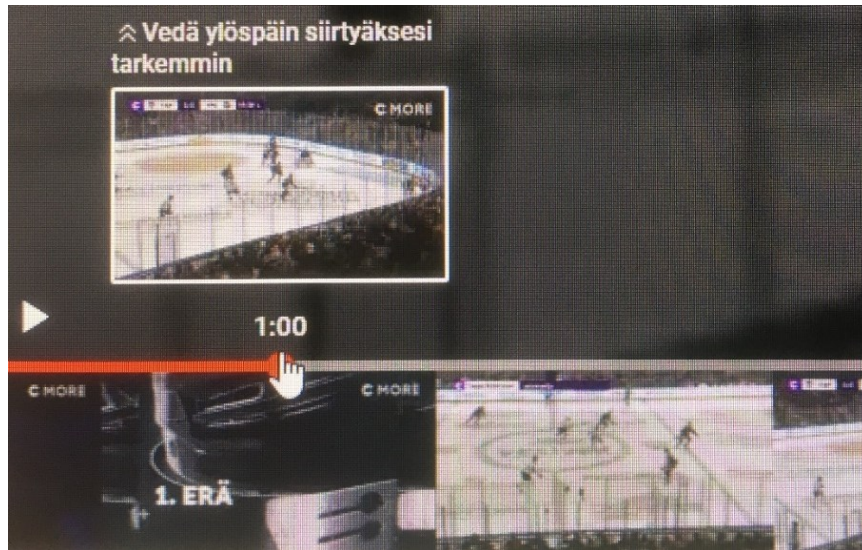 Vedä ylöspäin siirtyäksesi
tarkemmin
C MORE
1:00
C MORE
C MORE
1. ERÄ